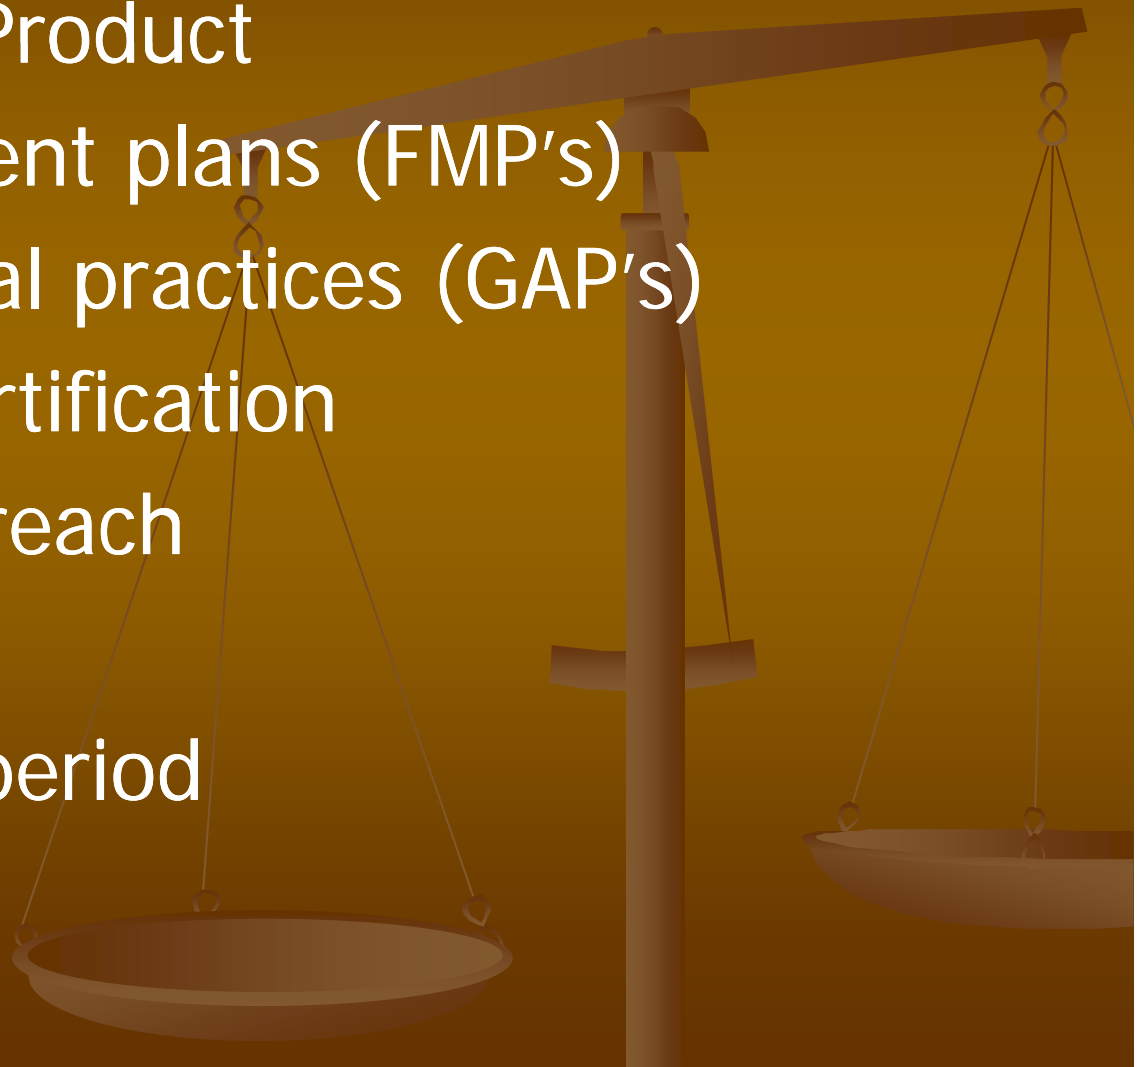 Product
ent plans (FMP's)
al practices (GAP's)
rtification
reach
period